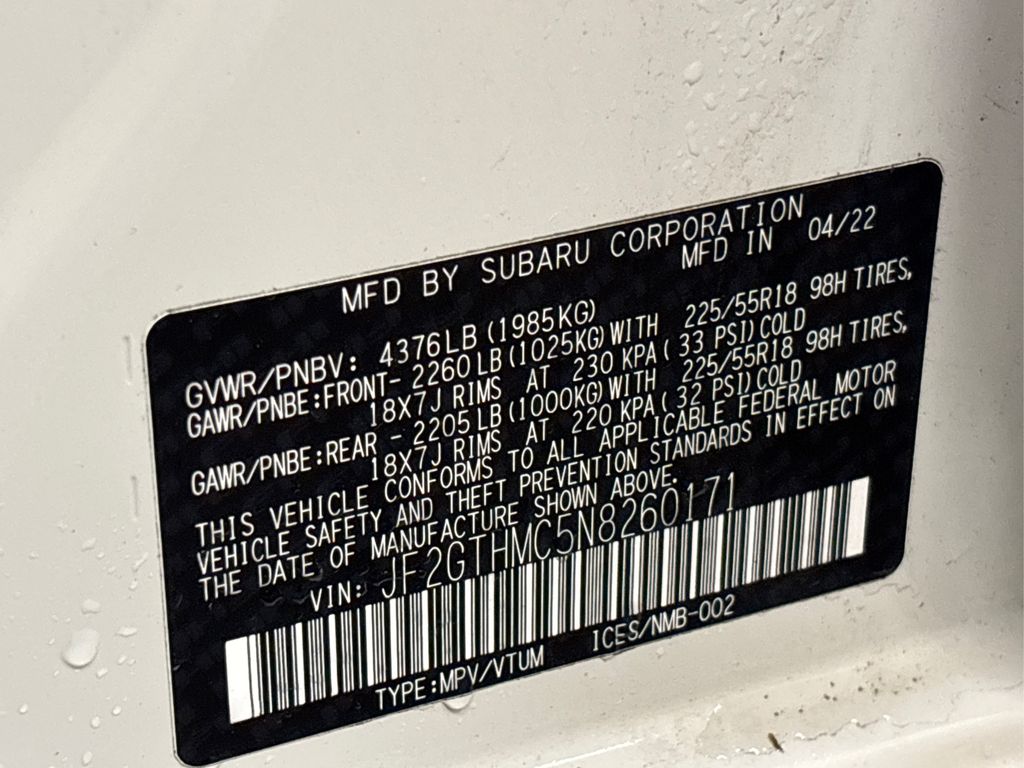 MFD BY SUBARU CORPORATION
MFD IN 04/22
GVWR/PNBV: 4376LB (1985KG)
GAWR/PNBE:FRONT- 2260LB (1025KG) WITH 225/55R18 98H TIRES,
18X7J RIMS AT 230 KPA ( 33 PSI) COLD
GAWR/PNBE:REAR - 2205LB (1000KG) WITH 225/55R18 98H TIRES,
18X7J RIMS AT 220 KPA ( 32 PSI) COLD
THIS VEHICLE CONFORMS TO ALL APPLICABLE FEDERAL MOTOR
VEHICLE SAFETY AND THEFT PREVENTION STANDARDS IN EFFECT ON
THE DATE OF MANUFACTURE SHOWN ABOVE.
VIN: JF2GTHMC5N8260171
TYPE:MPV/VTUM ICES/NMB-002